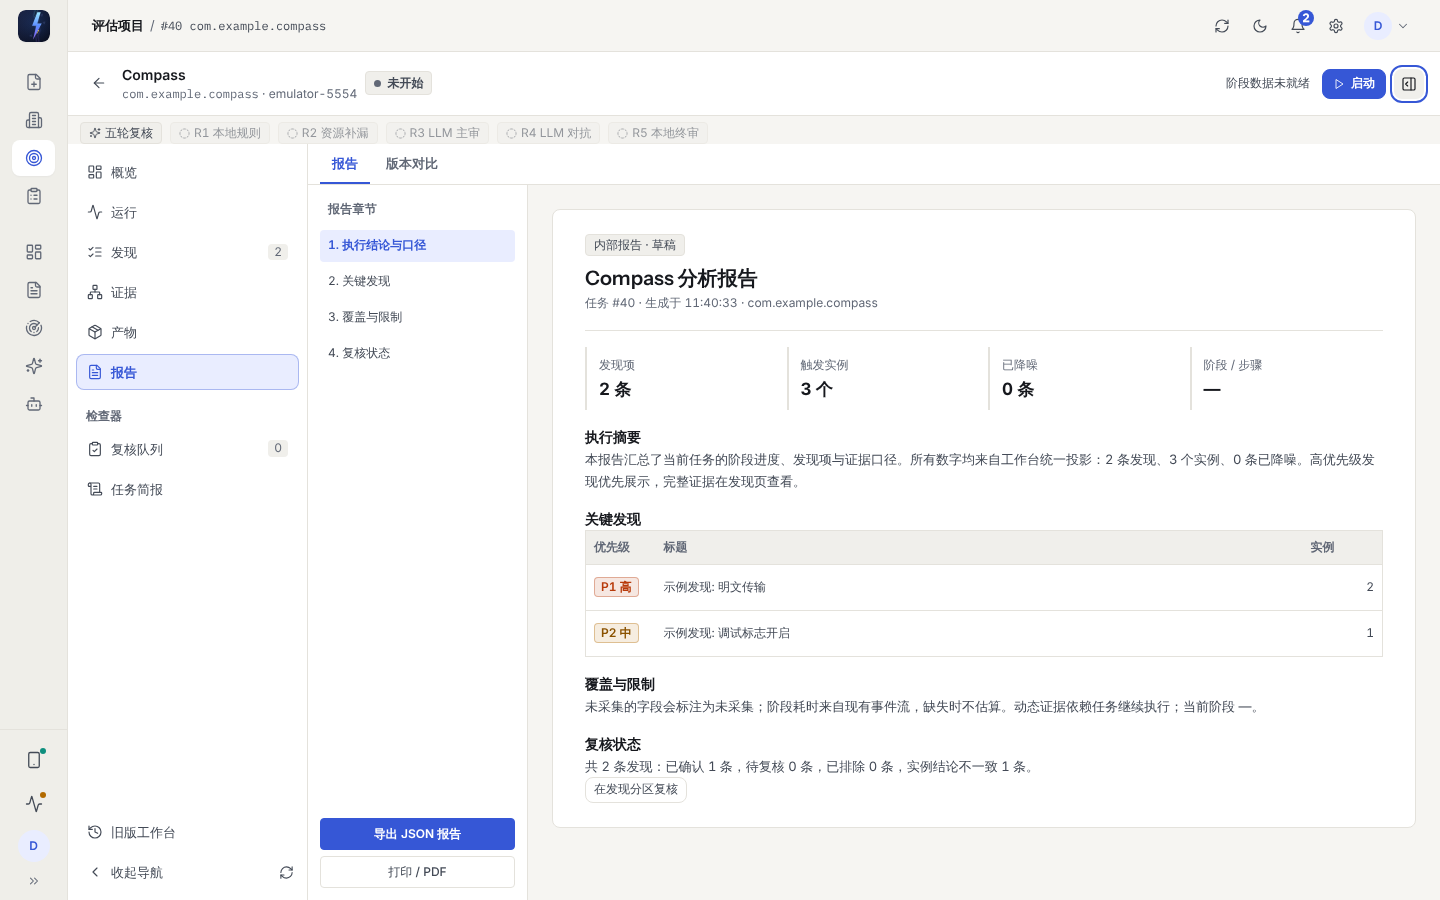 评估项目 / #40 com.example.compass
2
D
Compass
com.example.compass · emulator-5554
未开始
阶段数据未就绪
启动
五轮复核
R1 本地规则
R2 资源补漏
R3 LLM 主审
R4 LLM 对抗
R5 本地终审
概览
运行
发现 2
证据
产物
报告
检查器
复核队列 0
任务简报
旧版工作台
收起导航
D
报告
版本对比
报告章节
1. 执行结论与口径
2. 关键发现
3. 覆盖与限制
4. 复核状态
导出 JSON 报告
打印 / PDF
内部报告 · 草稿
Compass 分析报告
任务 #40 · 生成于 11:40:33 · com.example.compass
发现项
2 条
触发实例
3 个
已降噪
0 条
阶段 / 步骤
—
执行摘要
本报告汇总了当前任务的阶段进度、发现项与证据口径。所有数字均来自工作台统一投影：2 条发现、3 个实例、0 条已降噪。高优先级发
现优先展示，完整证据在发现页查看。
关键发现
优先级 标题 实例
P1 高 示例发现: 明文传输 2
P2 中 示例发现: 调试标志开启 1
覆盖与限制
未采集的字段会标注为未采集；阶段耗时来自现有事件流，缺失时不估算。动态证据依赖任务继续执行；当前阶段 —。
复核状态
共 2 条发现：已确认 1 条，待复核 0 条，已排除 0 条，实例结论不一致 1 条。
在发现分区复核